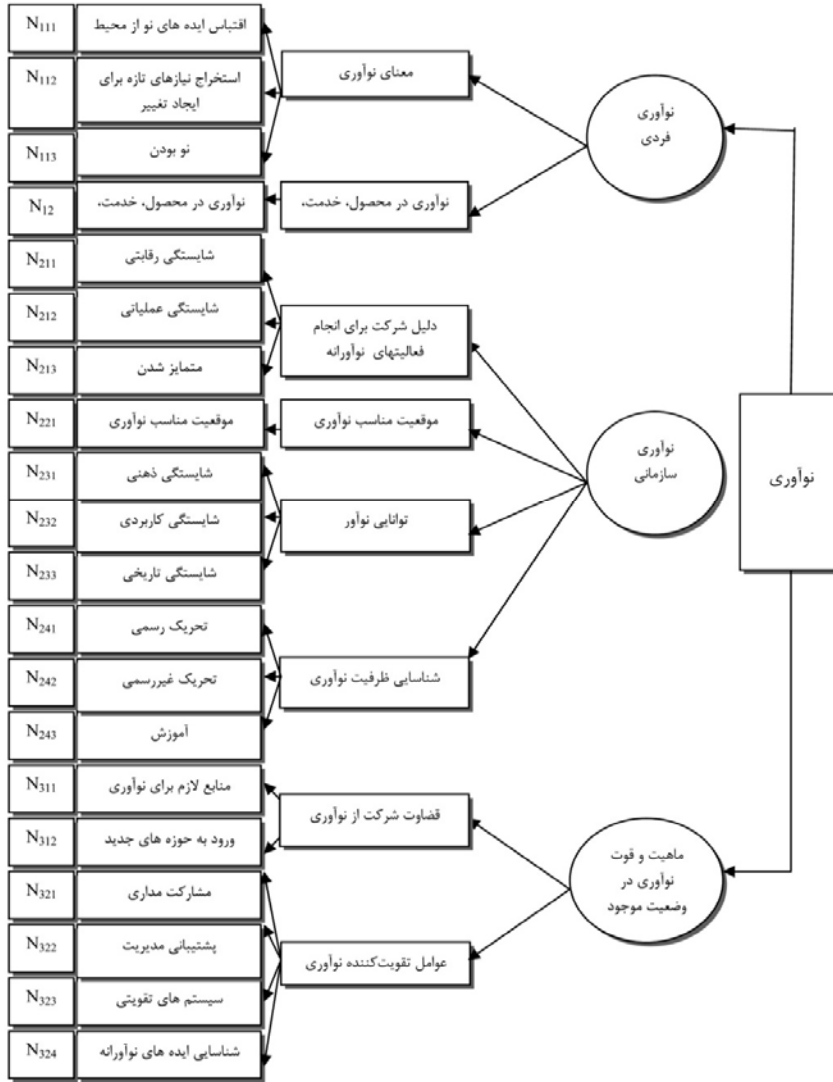 نوآوری
نوآوری
فردی
معنای نوآوری
اقتباس ایده های نو از محیط
N111
استخراج نیازهای تازه برای
ایجاد تغییر
N112
نو بودن
N113
نوآوری در محصول، خدمت،
نوآوری در محصول، خدمت،
N12
نوآوری
سازمانی
دلیل شرکت برای انجام
فعالیتهای نوآورانه
شایستگی رقابتی
N211
شایستگی عملیاتی
N212
متمایز شدن
N213
موقعیت مناسب نوآوری
موقعیت مناسب نوآوری
N221
توانایی نوآور
شایستگی ذهنی
N231
شایستگی کاربردی
N232
شایستگی تاریخی
N233
شناسایی ظرفیت نوآوری
تحریک رسمی
N241
تحریک غیررسمی
N242
آموزش
N243
ماهیت و قوت
نوآوری در
وضعیت موجود
قضاوت شرکت از نوآوری
منابع لازم برای نوآوری
N311
ورود به حوزه های جدید
N312
عوامل تقویت‌کننده نوآوری
مشارکت مداری
N321
پشتیبانی مدیریت
N322
سیستم های تقویتی
N323
شناسایی ایده های نوآورانه
N324